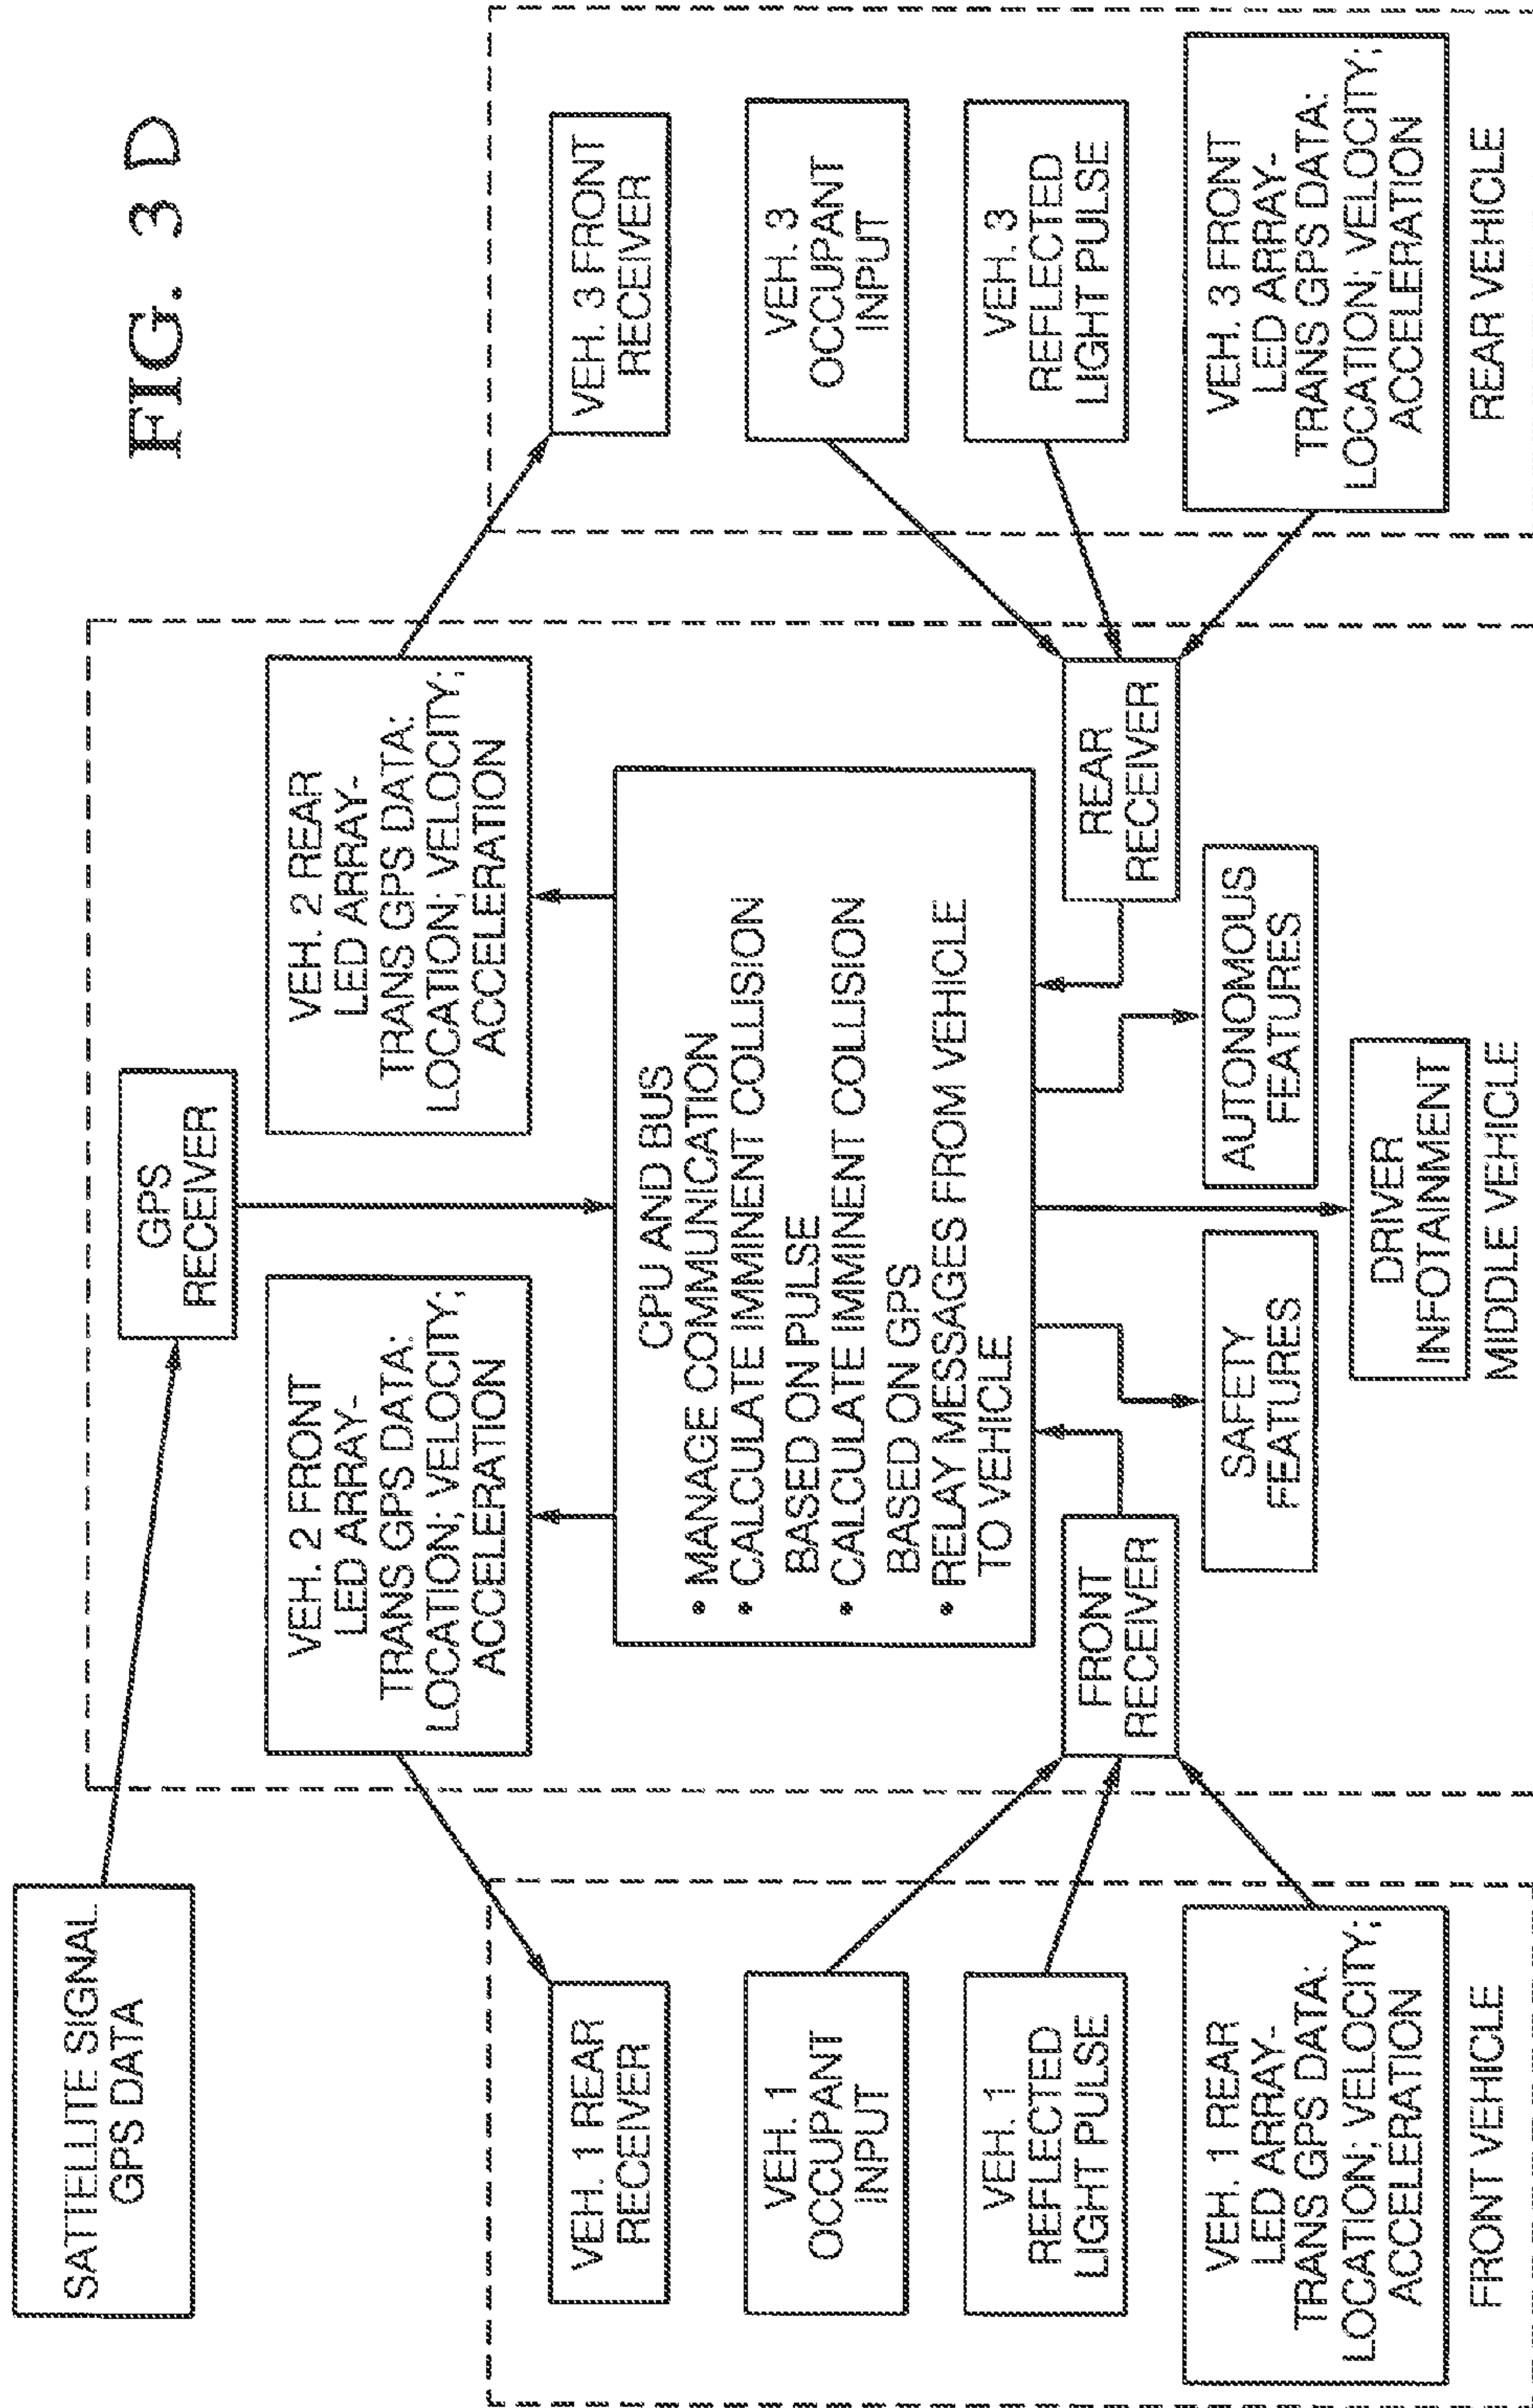 FIG. 3 D
SATTELLITE SIGNAL
GPS DATA
GPS
RECEIVER
VEH. 1 REAR
RECEIVER
VEH. 1
OCCUPANT
INPUT
VEH. 1
REFLECTED
LIGHT PULSE
VEH. 1 REAR
LED ARRAY-
TRANS GPS DATA:
LOCATION; VELOCITY;
ACCELERATION
FRONT VEHICLE
VEH. 2 FRONT
LED ARRAY-
TRANS GPS DATA:
LOCATION; VELOCITY;
ACCELERATION
VEH. 2 REAR
LED ARRAY-
TRANS GPS DATA:
LOCATION; VELOCITY;
ACCELERATION
CPU AND BUS
• MANAGE COMMUNICATION
• CALCULATE IMMINENT COLLISION
BASED ON PULSE
• CALCULATE IMMINENT COLLISION
BASED ON GPS
• RELAY MESSAGES FROM VEHICLE
TO VEHICLE
FRONT
RECEIVER
REAR
RECEIVER
SAFETY
FEATURES
AUTONOMOUS
FEATURES
DRIVER
INFOTAINMENT
MIDDLE VEHICLE
VEH. 3 FRONT
RECEIVER
VEH. 3
OCCUPANT
INPUT
VEH. 3
REFLECTED
LIGHT PULSE
VEH. 3 FRONT
LED ARRAY-
TRANS GPS DATA:
LOCATION; VELOCITY;
ACCELERATION
REAR VEHICLE